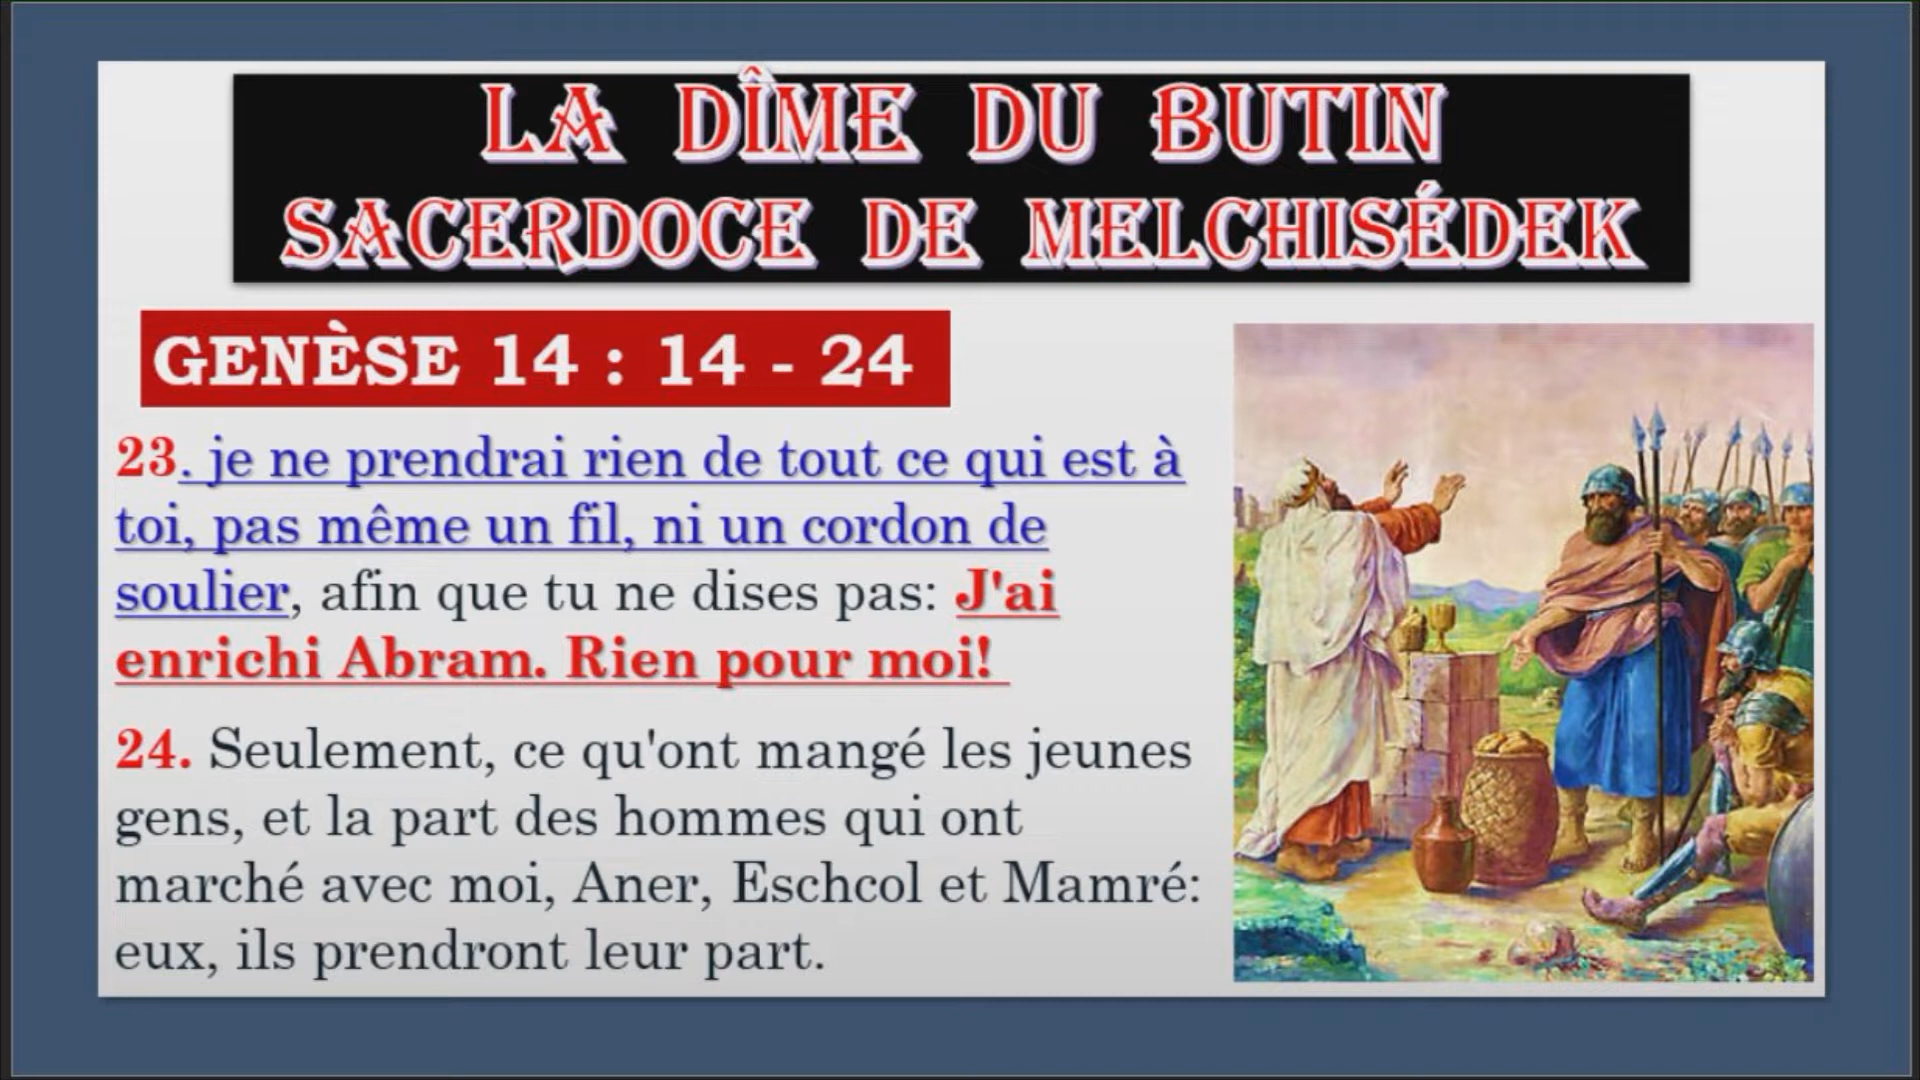 LA DÎME DU BUTIN
SACERDOCE DE MELCHISÉDEK
GENÈSE 14 : 14 - 24
23. je ne prendrai rien de tout ce qui est à
toi, pas même un fil, ni un cordon de
soulier, afin que tu ne dises pas: J'ai
enrichi Abram. Rien pour moi!
24. Seulement, ce qu'ont mangé les jeunes
gens, et la part des hommes qui ont
marché avec moi, Aner, Eschcol et Mamré:
eux, ils prendront leur part.